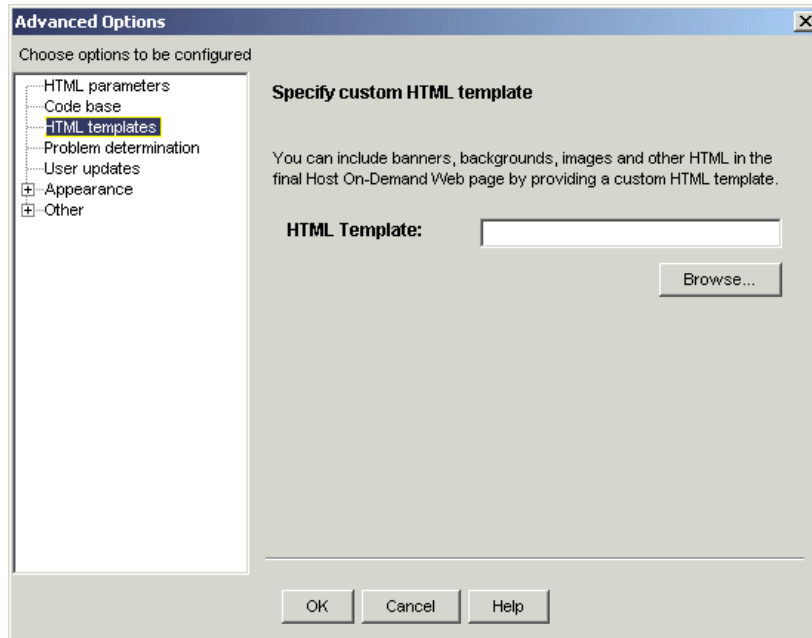 Advanced Options
Choose options to be configured
HTML parameters
Code base
HTML templates
Problem determination
User updates
Appearance
Other
Specify custom HTML template
You can include banners, backgrounds, images and other HTML in the
final Host On-Demand Web page by providing a custom HTML template.
HTML Template:
Browse...
OK
Cancel
Help